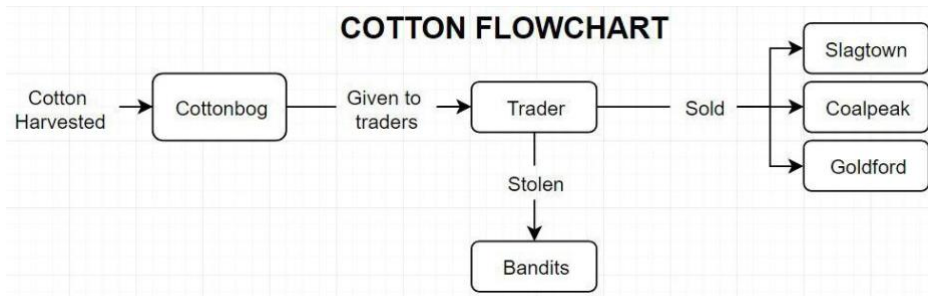 COTTON FLOWCHART
Cotton
Harvested
Cottonbog
Given to
traders
Trader
Sold
Slagtown
Coalpeak
Goldford
Stolen
Bandits